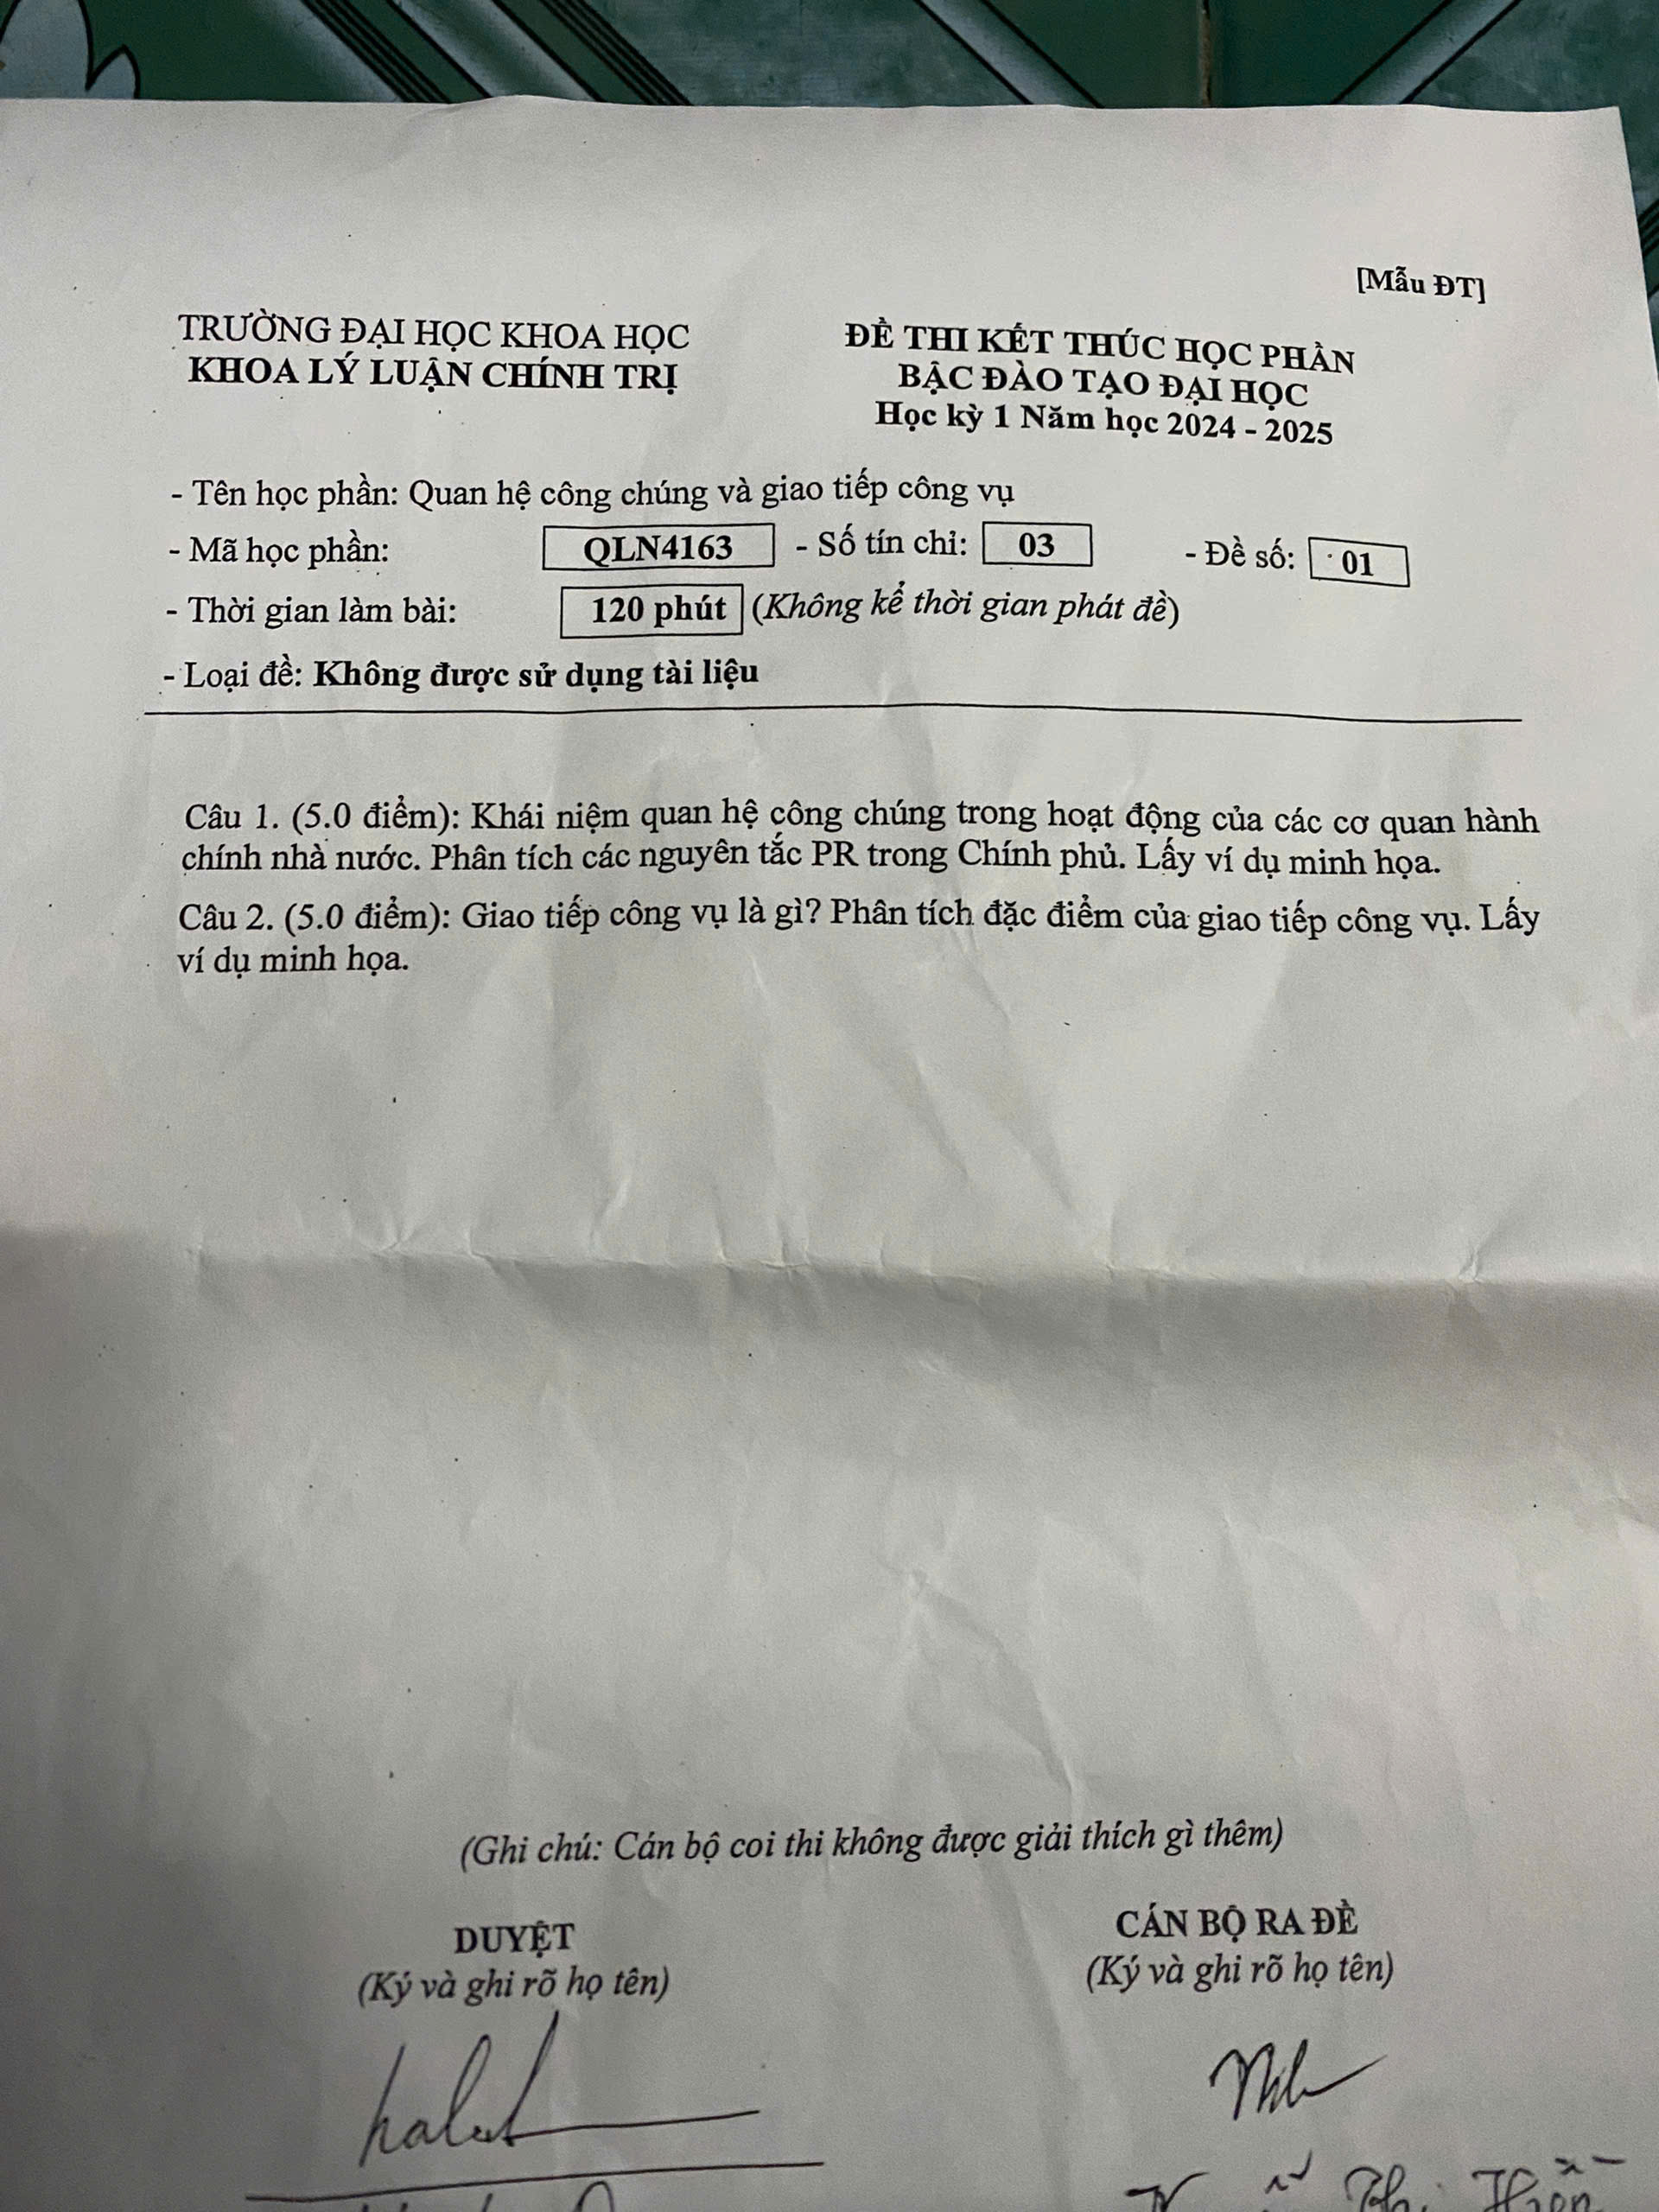 [Mẫu ĐT]
TRƯỜNG ĐẠI HỌC KHOA HỌC
KHOA LÝ LUẬN CHÍNH TRỊ
ĐỀ THI KẾT THÚC HỌC PHẦN
BẬC ĐÀO TẠO ĐẠI HỌC
Học kỳ 1 Năm học 2024 - 2025
- Tên học phần: Quan hệ công chúng và giao tiếp công vụ
- Mã học phần: QLN4163 - Số tín chỉ: 03 - Đề số: 01
- Thời gian làm bài: 120 phút (Không kể thời gian phát đề)
- Loại đề: Không được sử dụng tài liệu
Câu 1. (5.0 điểm): Khái niệm quan hệ công chúng trong hoạt động của các cơ quan hành
chính nhà nước. Phân tích các nguyên tắc PR trong Chính phủ. Lấy ví dụ minh họa.
Câu 2. (5.0 điểm): Giao tiếp công vụ là gì? Phân tích đặc điểm của giao tiếp công vụ. Lấy
ví dụ minh họa.
(Ghi chú: Cán bộ coi thi không được giải thích gì thêm)
DUYỆT
(Ký và ghi rõ họ tên)
CÁN BỘ RA ĐỀ
(Ký và ghi rõ họ tên)